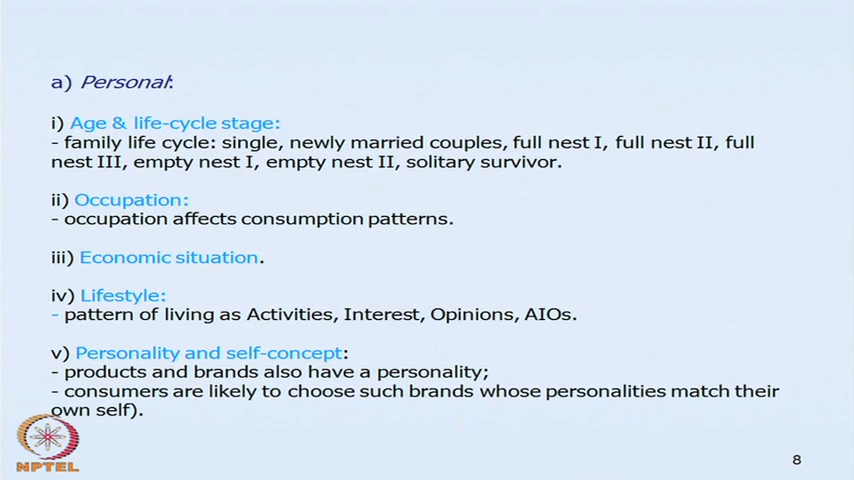 a) Personal:
i) Age & life-cycle stage:
- family life cycle: single, newly married couples, full nest I, full nest II, full
nest III, empty nest I, empty nest II, solitary survivor.
ii) Occupation:
- occupation affects consumption patterns.
iii) Economic situation.
iv) Lifestyle:
- pattern of living as Activities, Interest, Opinions, AIOs.
v) Personality and self-concept:
- products and brands also have a personality;
- consumers are likely to choose such brands whose personalities match their
own self).
NPTEL
8